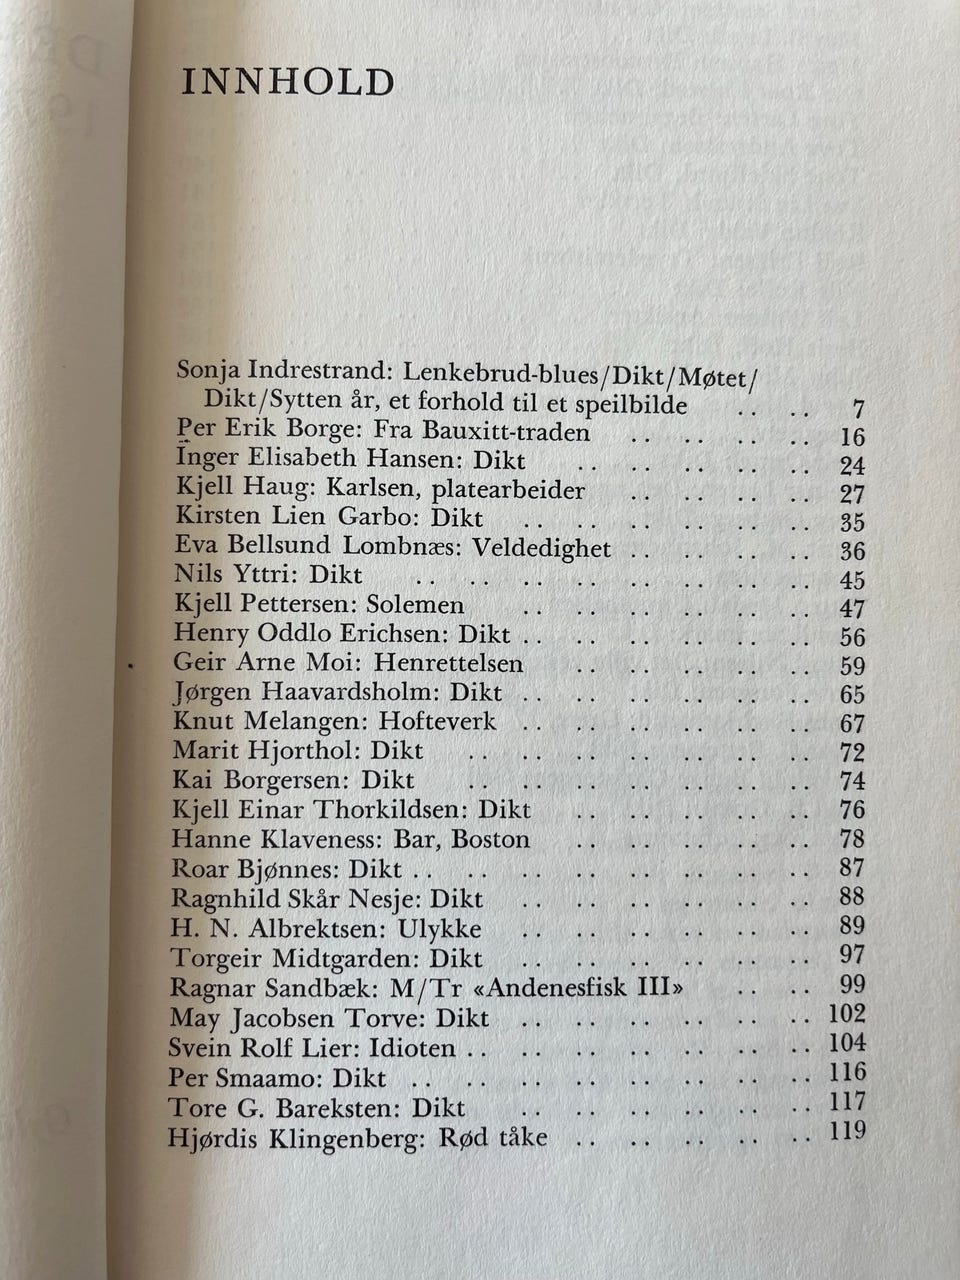 INNHOLD
Sonja Indrestrand: Lenkebrud-blues/Dikt/Møtet/
Dikt/Sytten år, et forhold til et speilbilde .. .. 7
Per Erik Borge: Fra Bauxitt-traden .. .. .. .. 16
Inger Elisabeth Hansen: Dikt .. .. .. .. .. 24
Kjell Haug: Karlsen, platearbeider .. .. .. .. 27
Kirsten Lien Garbo: Dikt .. .. .. .. .. .. 35
Eva Bellsund Lombnæs: Veldedighet .. .. .. .. 36
Nils Yttri: Dikt .. .. .. .. .. .. .. .. 45
Kjell Pettersen: Solemen .. .. .. .. .. .. 47
Henry Oddlo Erichsen: Dikt .. .. .. .. .. .. 56
Geir Arne Moi: Henrettelsen .. .. .. .. .. 59
Jørgen Haavardsholm: Dikt .. .. .. .. .. .. 65
Knut Melangen: Hofteverk .. .. .. .. .. .. 67
Marit Hjorthol: Dikt .. .. .. .. .. .. .. 72
Kai Borgersen: Dikt .. .. .. .. .. .. .. 74
Kjell Einar Thorkildsen: Dikt .. .. .. .. .. 76
Hanne Klaveness: Bar, Boston .. .. .. .. .. 78
Roar Bjønnes: Dikt .. .. .. .. .. .. .. .. 87
Ragnhild Skår Nesje: Dikt .. .. .. .. .. .. 88
H. N. Albrektsen: Ulykke .. .. .. .. .. .. 89
Torgeir Midtgarden: Dikt .. .. .. .. .. .. 97
Ragnar Sandbæk: M/Tr «Andenesfisk III» .. .. 99
May Jacobsen Torve: Dikt .. .. .. .. .. .. 102
Svein Rolf Lier: Idioten .. .. .. .. .. .. .. 104
Per Smaamo: Dikt .. .. .. .. .. .. .. .. 116
Tore G. Bareksten: Dikt .. .. .. .. .. .. 117
Hjørdis Klingenberg: Rød tåke .. .. .. .. .. 119